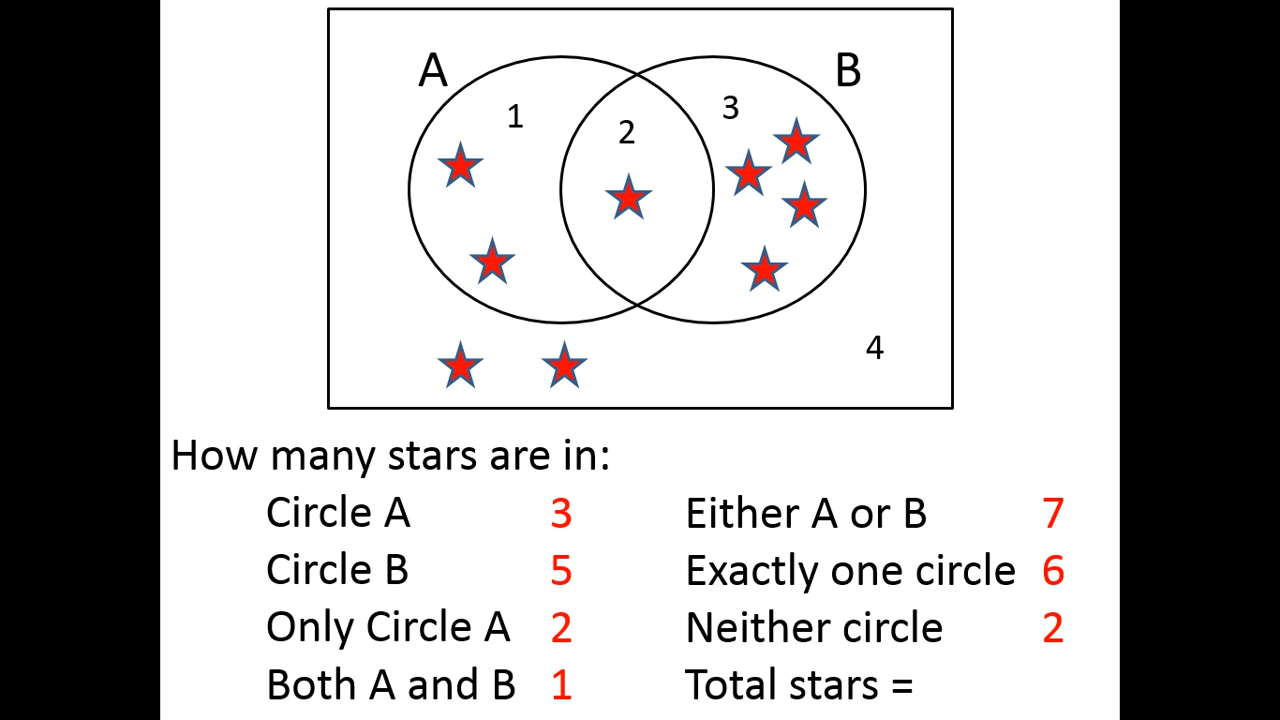 A
B
1
2
3
4
How many stars are in:
Circle A 3
Either A or B 7
Circle B 5
Exactly one circle 6
Only Circle A 2
Neither circle 2
Both A and B 1
Total stars =